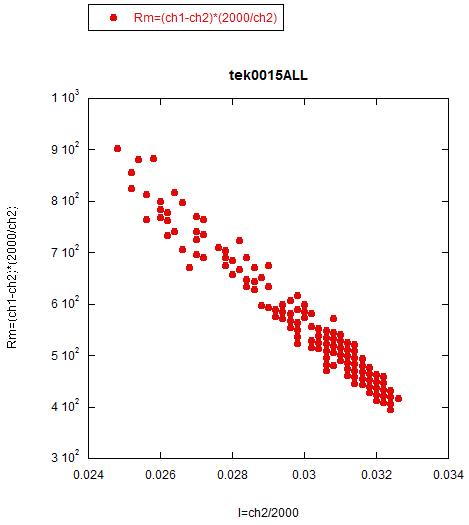 Rm=(ch1-ch2)*(2000/ch2)
tek0015ALL
1 10³
9 10²
8 10²
7 10²
6 10²
5 10²
4 10²
3 10²
Rm=(ch1-ch2)*(2000/ch2)
0.024 0.026 0.028 0.03 0.032 0.034
I=ch2/2000